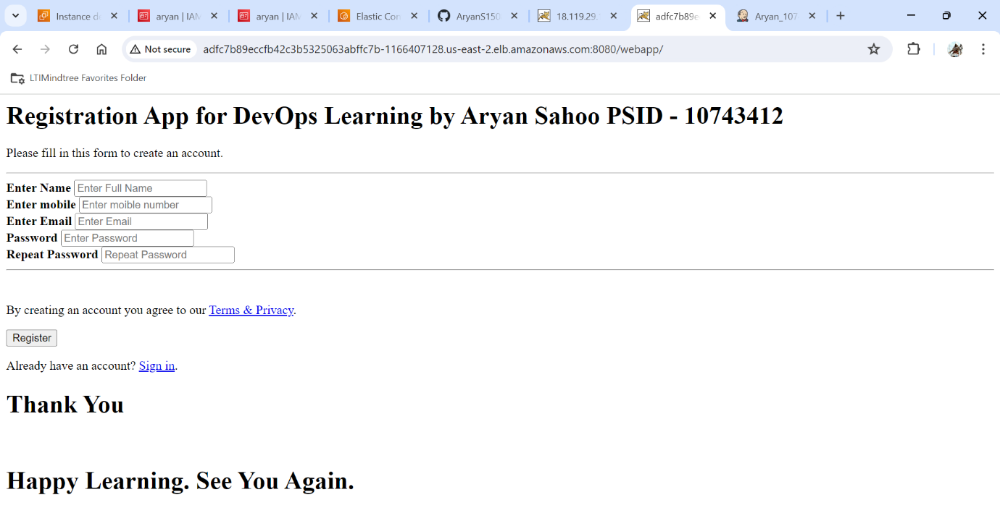 Instance de
aryan | IAM
aryan | IAM
Elastic Con
AryanS150
18.119.29.
adfc7b89e
Aryan_107
Not secure
adfc7b89eccfb42c3b5325063abffc7b-1166407128.us-east-2.elb.amazonaws.com:8080/webapp/
LTIMindtree Favorites Folder
Registration App for DevOps Learning by Aryan Sahoo PSID - 10743412
Please fill in this form to create an account.
Enter Name Enter Full Name
Enter mobile Enter moible number
Enter Email Enter Email
Password Enter Password
Repeat Password Repeat Password
By creating an account you agree to our Terms & Privacy.
Register
Already have an account? Sign in.
Thank You
Happy Learning. See You Again.